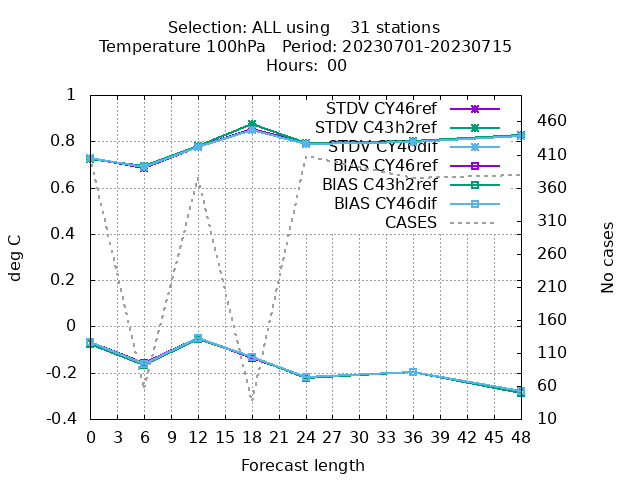 Selection: ALL using    31 stations
Temperature 100hPa   Period: 20230701-20230715
Hours:  00
STDV CY46ref
STDV C43h2ref
STDV CY46dif
BIAS CY46ref
BIAS C43h2ref
BIAS CY46dif
CASES
1
0.8
0.6
0.4
0.2
0
-0.2
-0.4
deg C
460
410
360
310
260
210
160
110
60
10
No cases
0 3 6 9 12 15 18 21 24 27 30 33 36 39 42 45 48
Forecast length